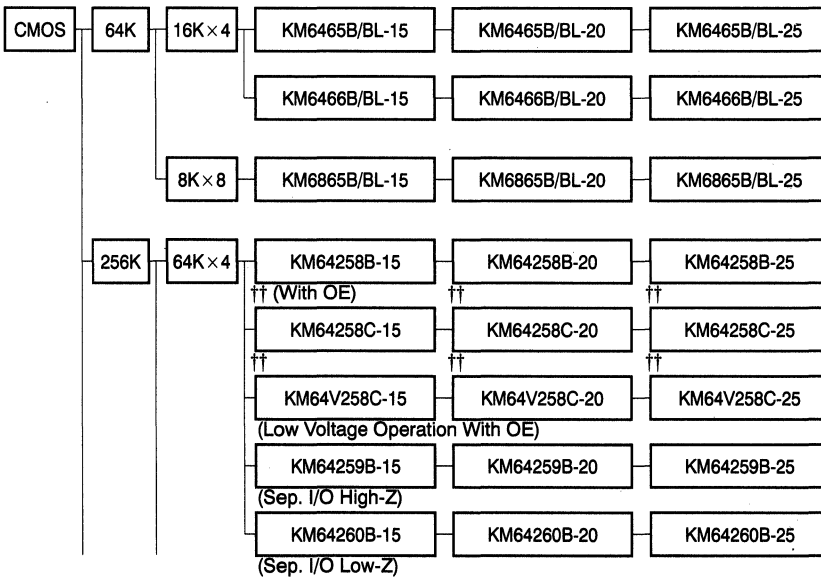 CMOS 64K 16K×4 KM6465B/BL-15 KM6465B/BL-20 KM6465B/BL-25
KM6466B/BL-15 KM6466B/BL-20 KM6466B/BL-25
8K×8 KM6865B/BL-15 KM6865B/BL-20 KM6865B/BL-25
256K 64K×4 KM64258B-15 KM64258B-20 KM64258B-25
†† (With OE) †† ††
KM64258C-15 KM64258C-20 KM64258C-25
†† †† ††
KM64V258C-15 KM64V258C-20 KM64V258C-25
(Low Voltage Operation With OE)
KM64259B-15 KM64259B-20 KM64259B-25
(Sep. I/O High-Z)
KM64260B-15 KM64260B-20 KM64260B-25
(Sep. I/O Low-Z)